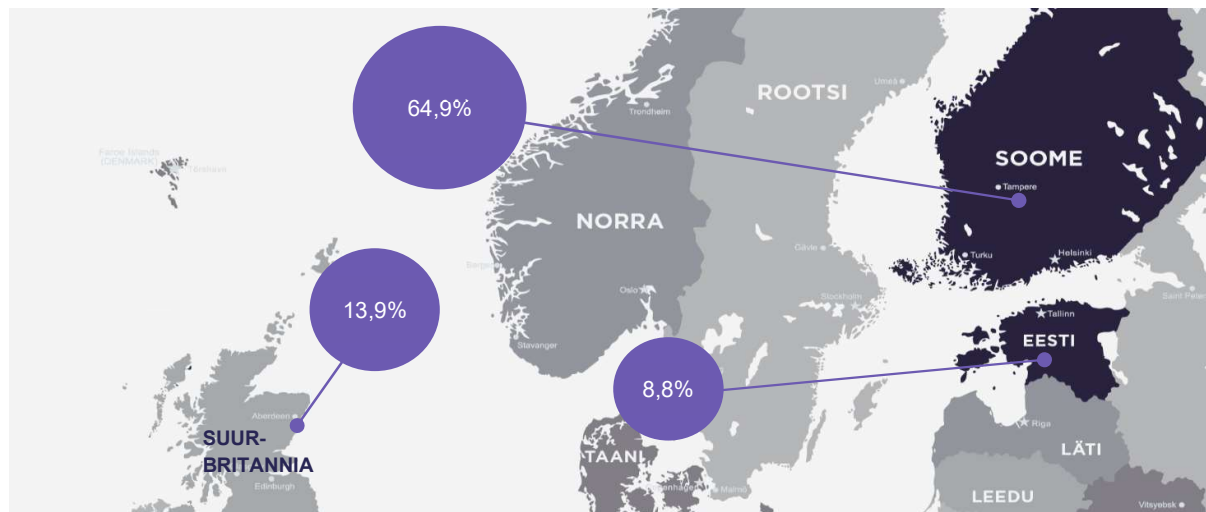 64,9%
ROOTSI
Umeå
Trondheim
Faroe Islands
(DENMARK)
Tórshavn
SOOME
Tampere
NORRA
Gävle
Turku
Helsinki
Bergen
Oslo
Stockholm
Saint Peter
13,9%
Tallinn
EESTI
Stavanger
8,8%
Aberdeen
Riga
SUUR-
BRITANNIA
TAANI
LÄTI
Edinburgh
Malmö
LEEDU
Vitsyebsk